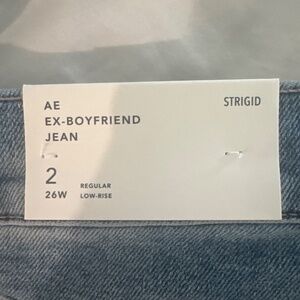 AE
EX-BOYFRIEND
JEAN
STRIGID
2
26W
REGULAR
LOW-RISE